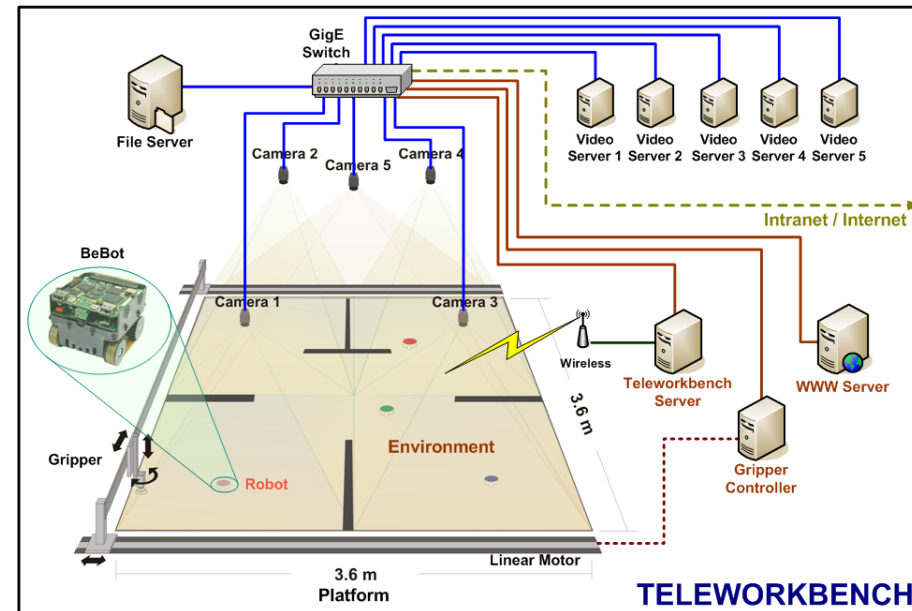 GigE
Switch
File Server
Camera 2
Camera 5
Camera 4
Video
Server 1
Video
Server 2
Video
Server 3
Video
Server 4
Video
Server 5
Intranet / Internet
BeBot
Camera 1
Camera 3
Wireless
Teleworkbench
Server
WWW Server
3.6 m
Gripper
Environment
Robot
Gripper
Controller
Linear Motor
3.6 m
Platform
TELEWORKBENCH